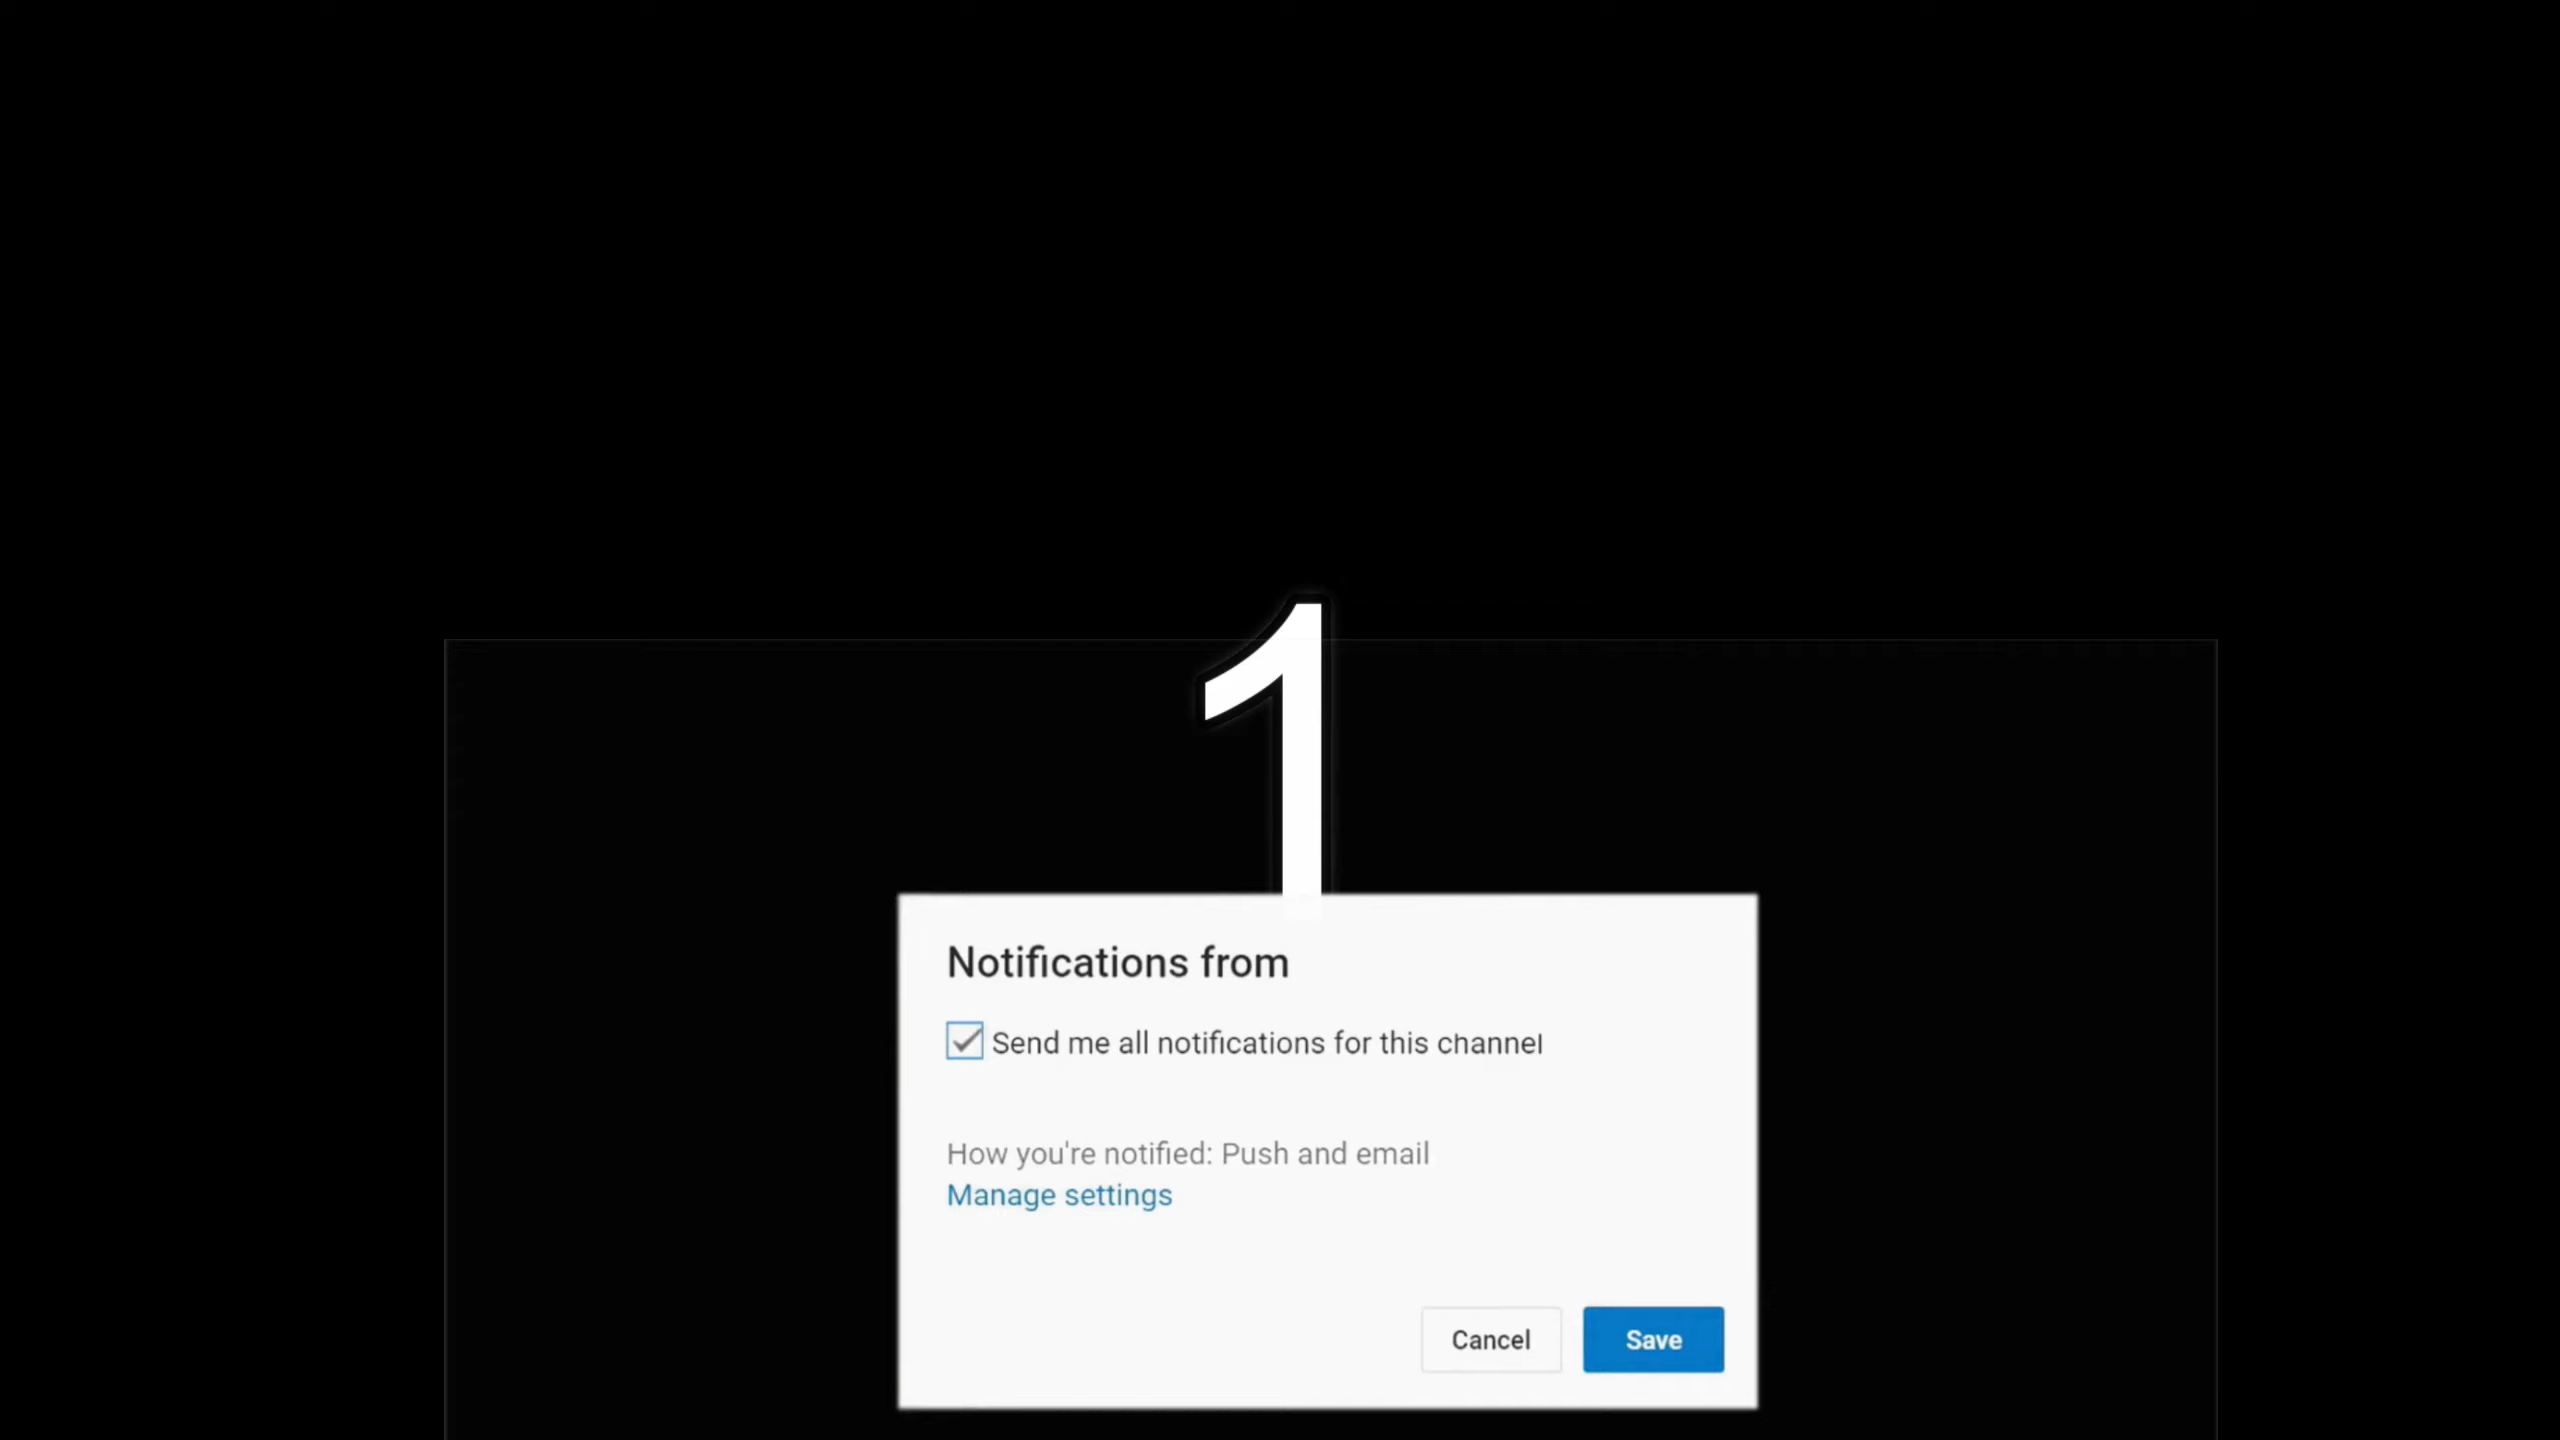 1
Notifications from
Send me all notifications for this channel
How you're notified: Push and email
Manage settings
Cancel Save